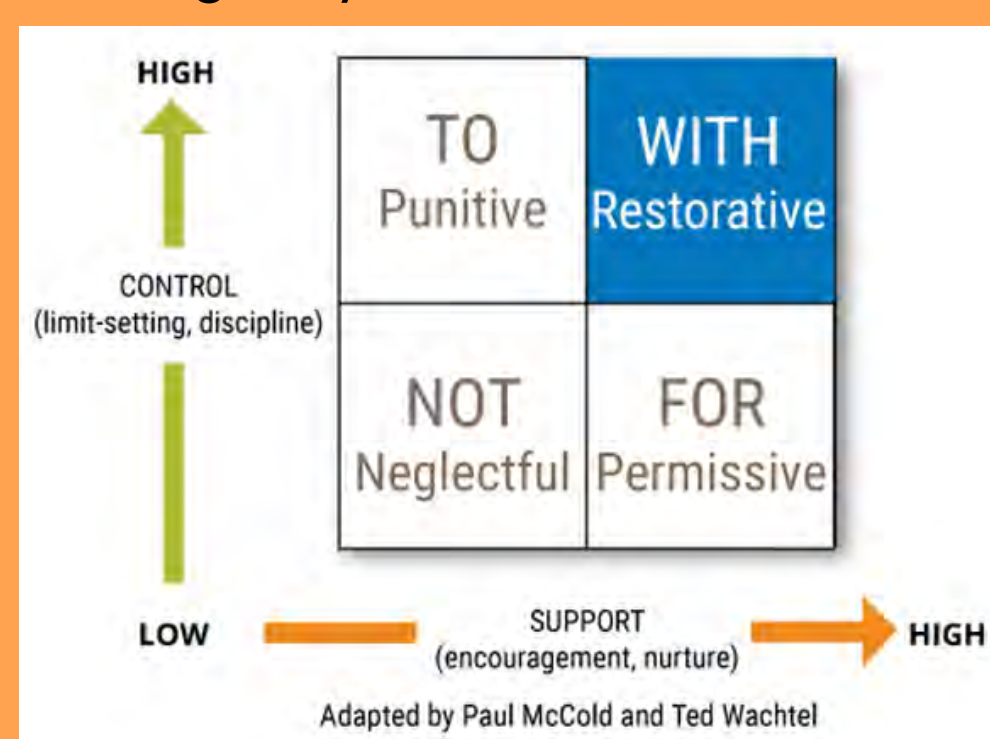 HIGH
TO
Punitive
WITH
Restorative
CONTROL
(limit-setting, discipline)
NOT
Neglectful
FOR
Permissive
LOW
SUPPORT
(encouragement, nurture)
HIGH
Adapted by Paul McCold and Ted Wachtel